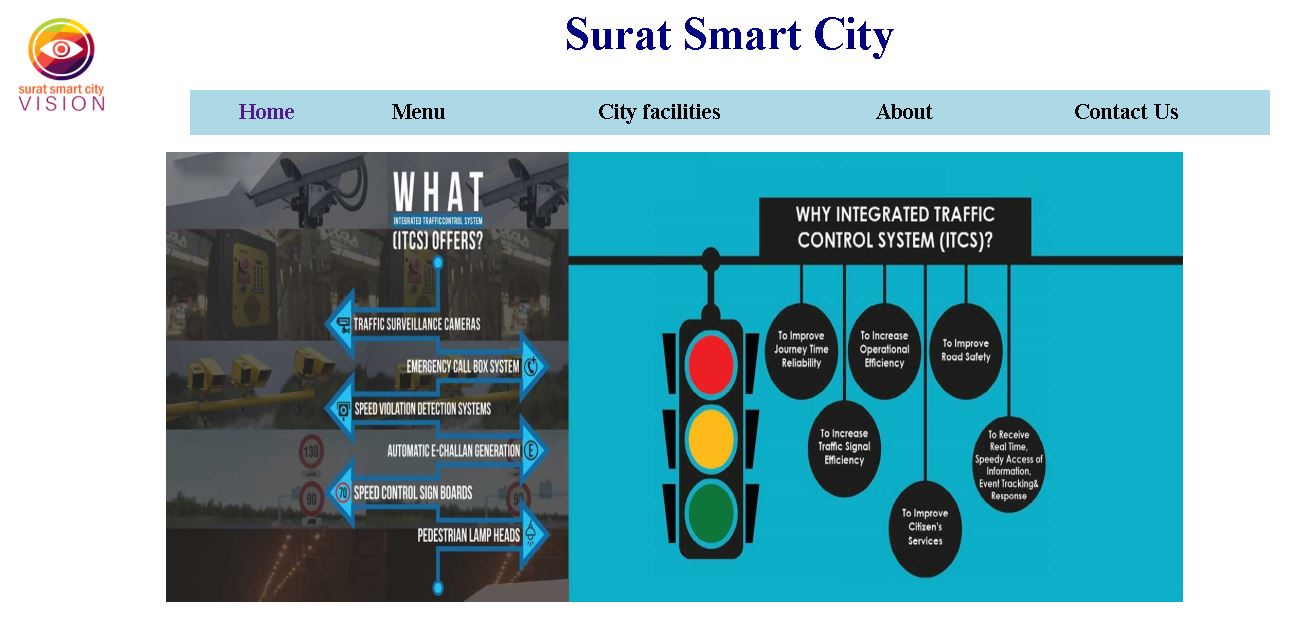 Surat Smart City
surat smart city
VISION
Home Menu City facilities About Contact Us
WHAT
INTEGRATED TRAFFICCONTROL SYSTEM
(ITCS) OFFERS?
TRAFFIC SURVEILLANCE CAMERAS
EMERGENCY CALL BOX SYSTEM
SPEED VIOLATION DETECTION SYSTEMS
AUTOMATIC E-CHALLAN GENERATION
E
SPEED CONTROL SIGN BOARDS
70
PEDESTRIAN LAMP HEADS
130
90
90
WHY INTEGRATED TRAFFIC
CONTROL SYSTEM (ITCS)?
To Improve
Journey Time
Reliability
To Increase
Operational
Efficiency
To Improve
Road Safety
To Increase
Traffic Signal
Efficiency
To Receive
Real Time,
Speedy Access of
Information,
Event Tracking&
Response
To Improve
Citizen's
Services